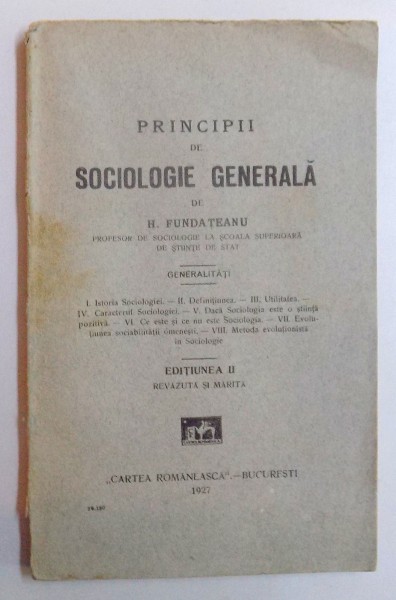 PRINCIPII
DE
SOCIOLOGIE GENERALĂ
DE
H. FUNDAȚEANU
PROFESOR DE SOCIOLOGIE LA ȘCOALA SUPERIOARĂ
DE ȘTIINȚE DE STAT
GENERALITĂȚI
I. Istoria Sociologiei. — II. Definițiunea. — III. Utilitatea. —
IV. Caracterul Sociologiei. — V. Dacă Sociologia este o știință
pozitivă. — VI. Ce este și ce nu este Sociologia. — VII. Evolu-
țiunea sociabilității omenești. — VIII. Metoda evoluționistă
în Sociologie
EDIȚIUNEA II
REVĂZUTĂ ȘI MĂRITĂ
„CARTEA ROMÂNEASCĂ”.—BUCUREȘTI
1927